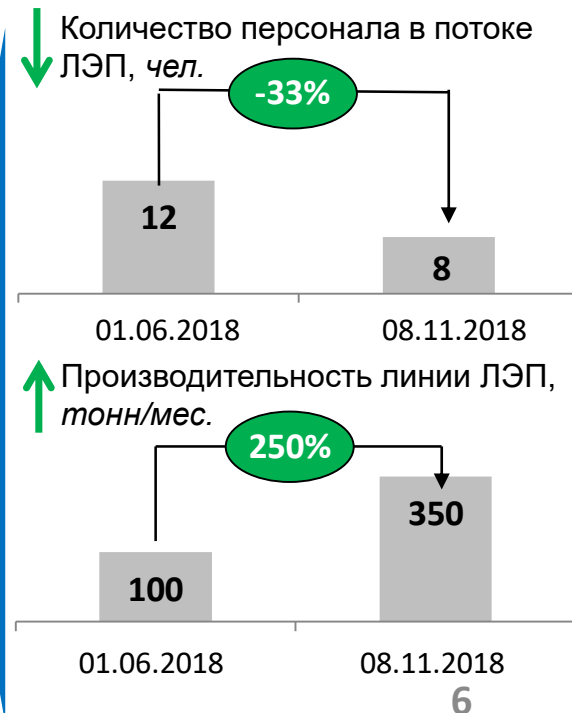 Количество персонала в потоке
ЛЭП, чел.
-33%
12
8
01.06.2018
08.11.2018
Производительность линии ЛЭП,
тонн/мес.
250%
350
100
01.06.2018
08.11.2018
6